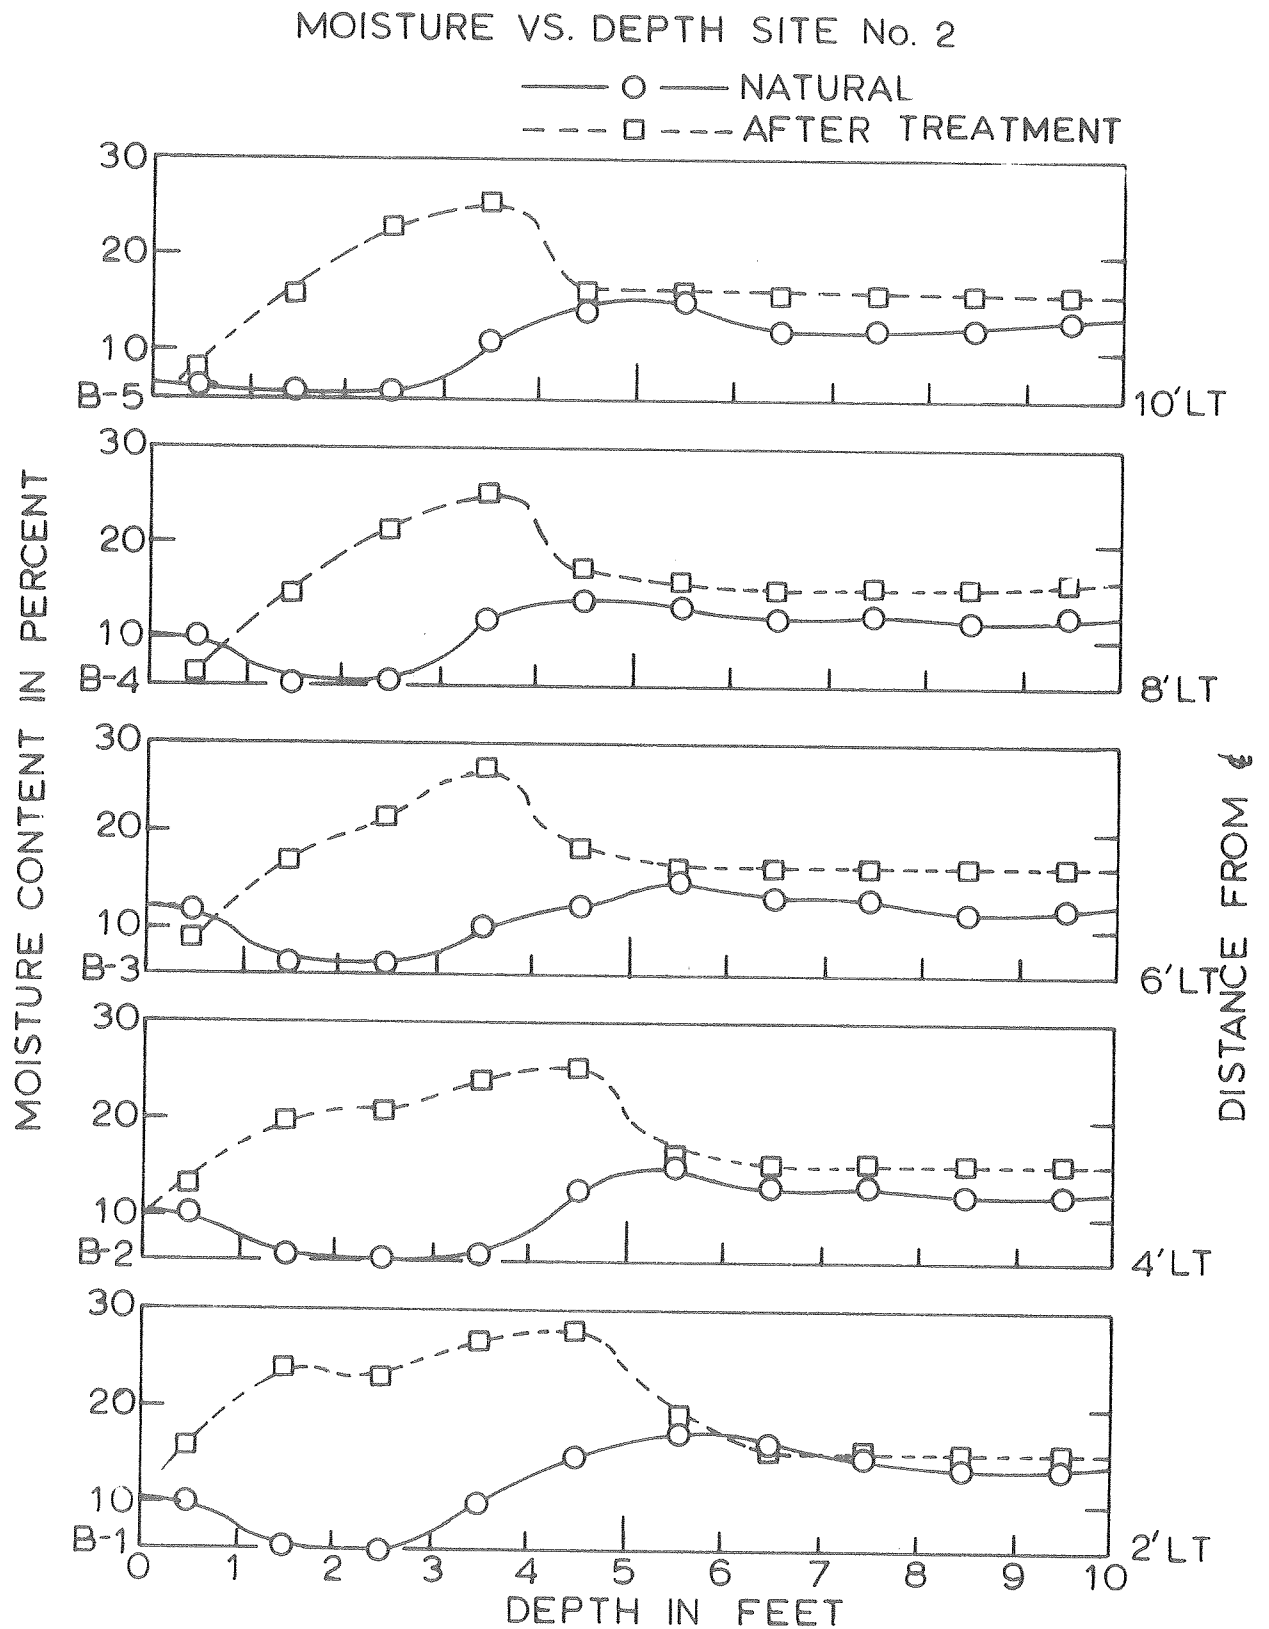 MOISTURE VS. DEPTH SITE No. 2
NATURAL
AFTER TREATMENT
30
20
10
B-5
10'LT
30
20
10
B-4
8'LT
30
20
10
B-3
6'LT
30
20
10
B-2
4'LT
30
20
10
B-1
2'LT
0 1 2 3 4 5 6 7 8 9 10
DEPTH IN FEET
MOISTURE CONTENT IN PERCENT
DISTANCE FROM ℄